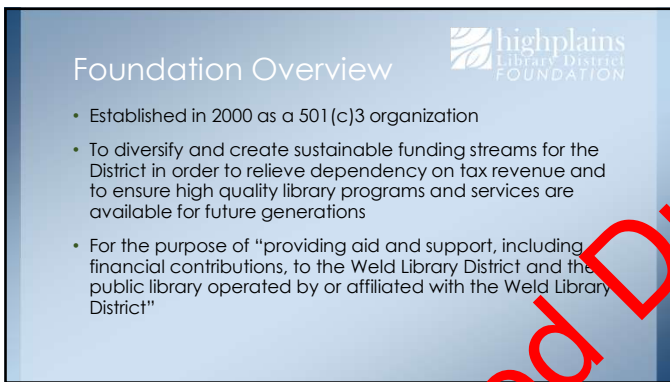 highplains
Library District
FOUNDATION
Foundation Overview
• Established in 2000 as a 501(c)3 organization
• To diversify and create sustainable funding streams for the
District in order to relieve dependency on tax revenue and
to ensure high quality library programs and services are
available for future generations
• For the purpose of “providing aid and support, including
financial contributions, to the Weld Library District and the
public library operated by or affiliated with the Weld Library
District”